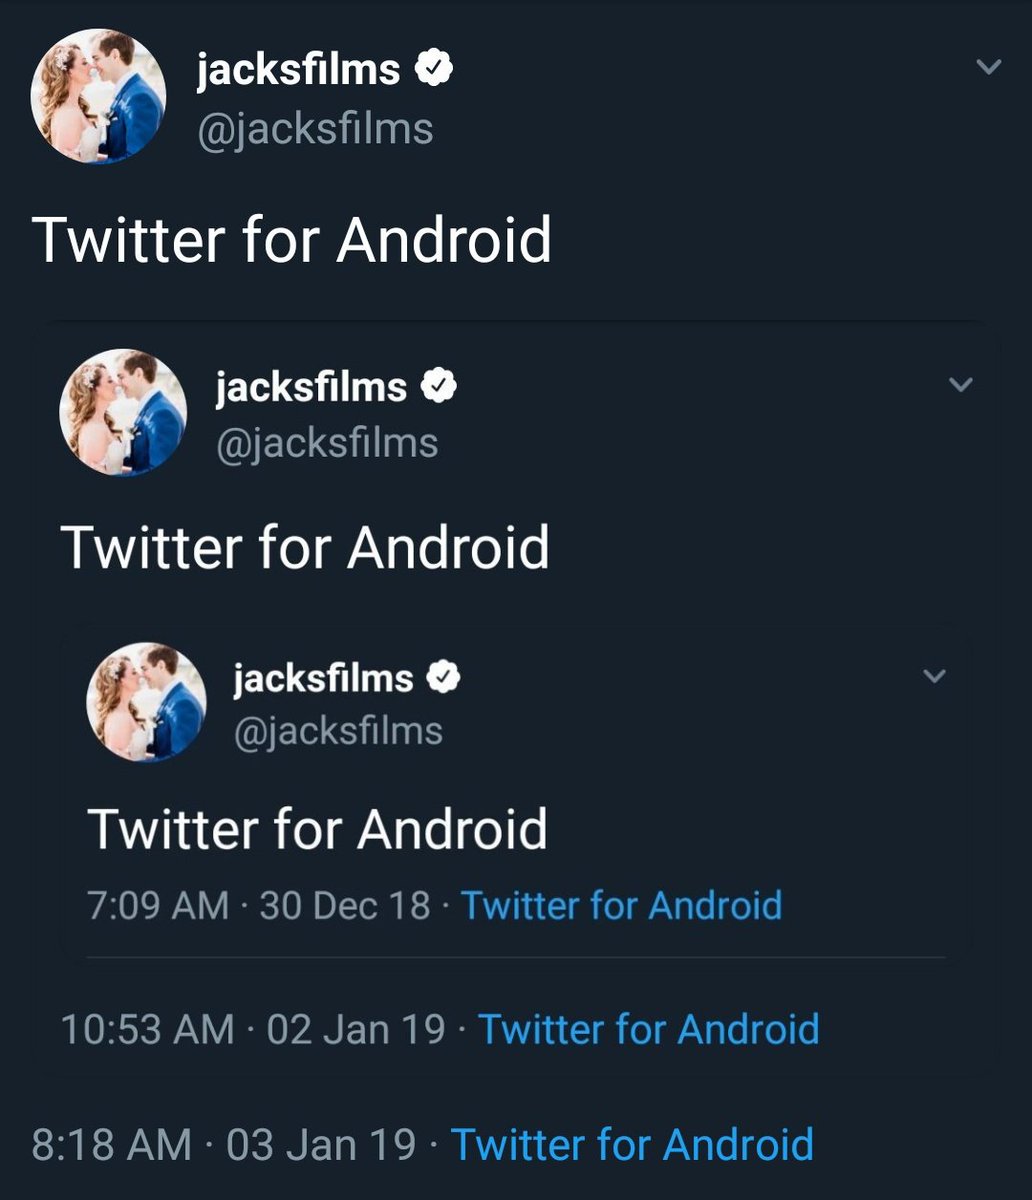 jacksfilms
@jacksfilms
Twitter for Android
jacksfilms
@jacksfilms
Twitter for Android
jacksfilms
@jacksfilms
Twitter for Android
7:09 AM · 30 Dec 18 · Twitter for Android
10:53 AM · 02 Jan 19 · Twitter for Android
8:18 AM · 03 Jan 19 · Twitter for Android